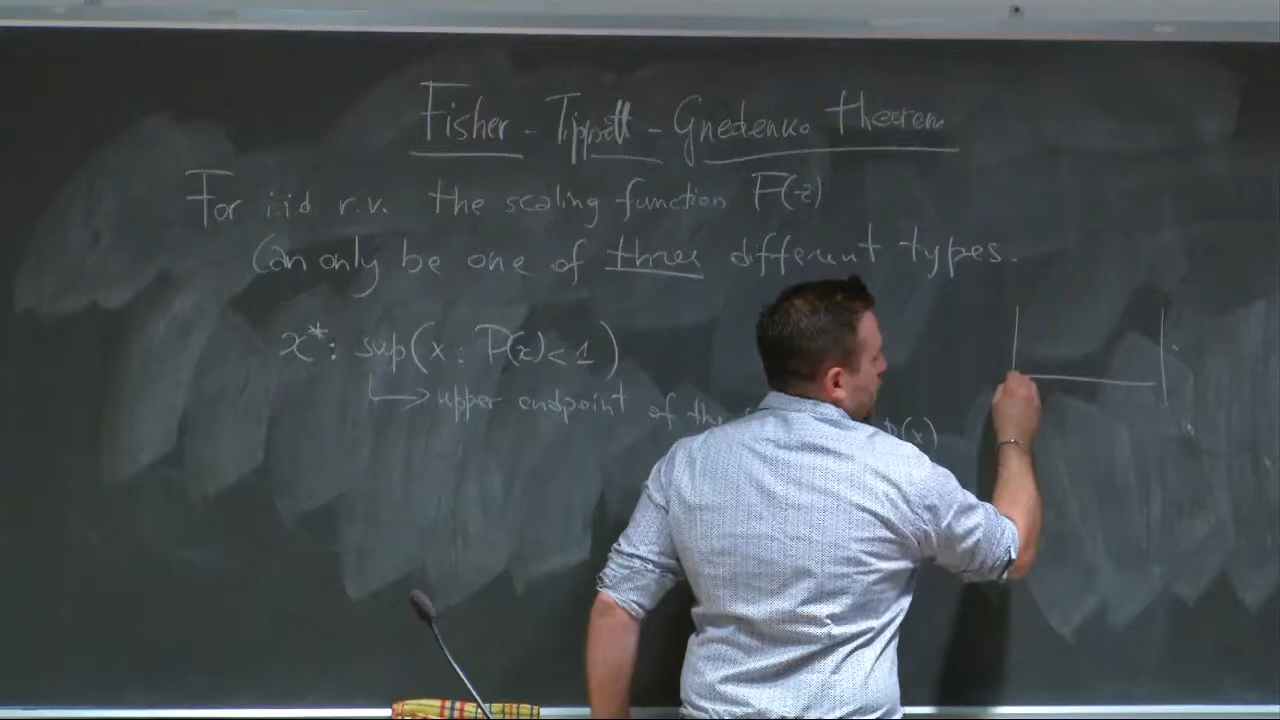 Fisher - Tippett - Gnedenko theorem
For i.i.d. r.v. the scaling function F(z)
Can only be one of three different types.
x*: sup(x: P(x)<1)
↳ upper endpoint of the p(x)